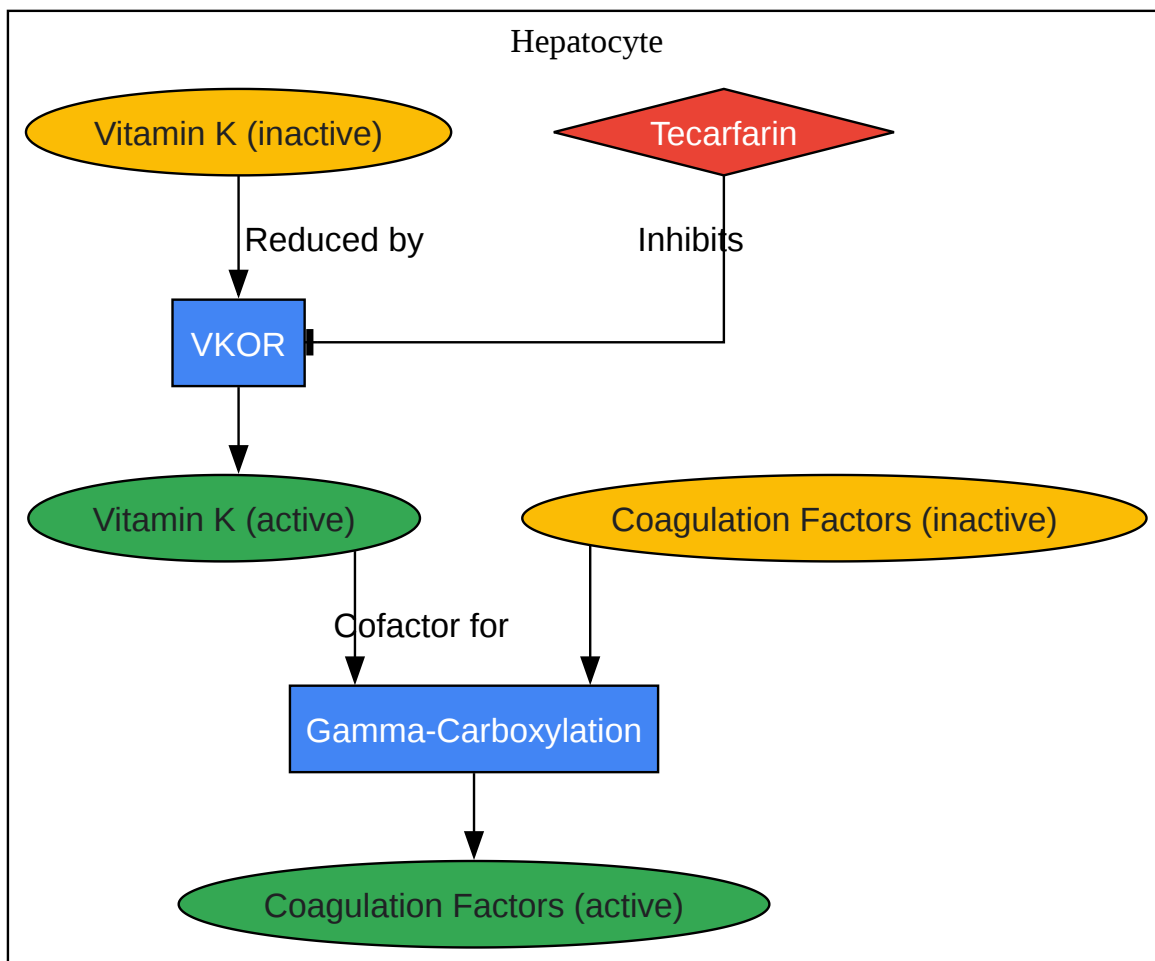 Hepatocyte
Vitamin K (inactive)
Tecarfarin
Reduced by
Inhibits
VKOR
Vitamin K (active)
Coagulation Factors (inactive)
Cofactor for
Gamma-Carboxylation
Coagulation Factors (active)